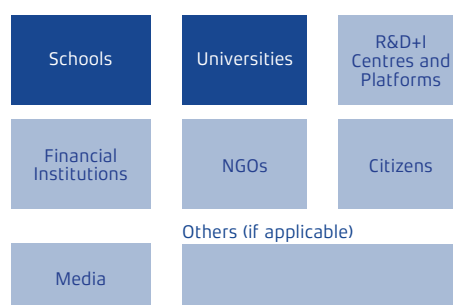 Schools
Universities
R&D+I
Centres and
Platforms
Financial
Institutions
NGOs
Citizens
Others (if applicable)
Media